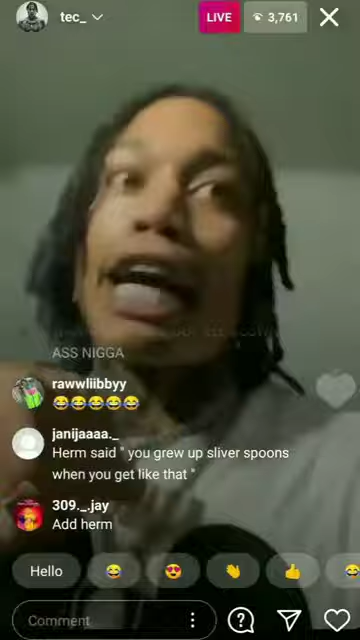 tec_
LIVE
3,761
ASS NIGGA
rawwliibbyy
😂😂😂😂😂
janijaaaa._
Herm said " you grew up sliver spoons
when you get like that "
309._.jay
Add herm
Hello 😂 😍 👏 👍 😂
Comment